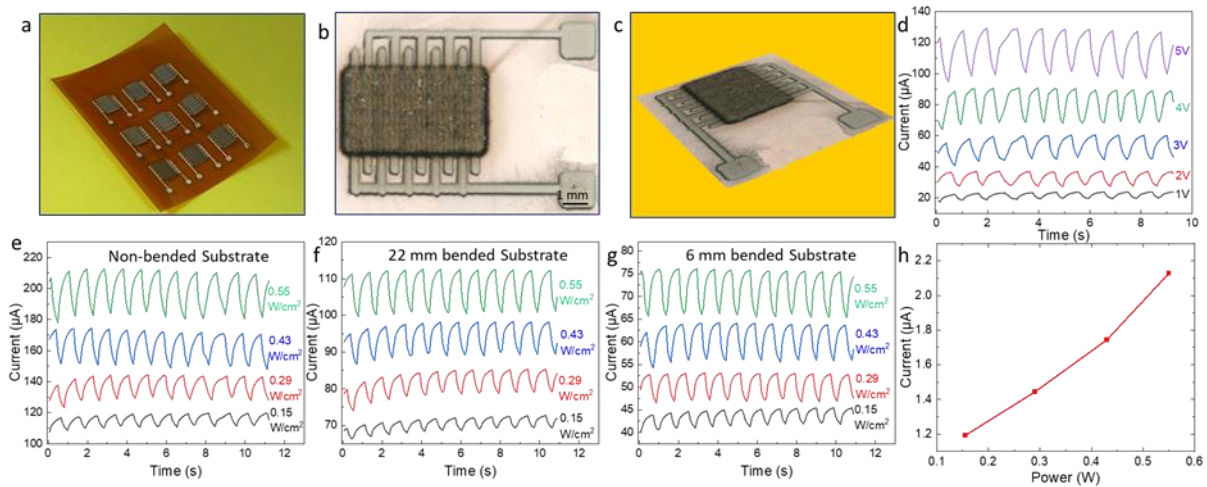 a
b
1 mm
c
d
Current (µA)
140
120
100
80
60
40
20
5V
4V
3V
2V
1V
0 2 4 6 8 10
Time (s)
e
Non-bended Substrate
Current (µA)
220
200
180
160
140
120
100
0.55
W/cm²
0.43
W/cm²
0.29
W/cm²
0.15
W/cm²
0 2 4 6 8 10 12
Time (s)
f
22 mm bended Substrate
Current (µA)
120
110
100
90
80
70
0.55
W/cm²
0.43
W/cm²
0.29
W/cm²
0.15
W/cm²
0 2 4 6 8 10 12
Time (s)
g
6 mm bended Substrate
Current (µA)
80
75
70
65
60
55
50
45
40
0.55
W/cm²
0.43
W/cm²
0.29
W/cm²
0.15
W/cm²
0 2 4 6 8 10 12
Time (s)
h
Current (µA)
2.2
2.0
1.8
1.6
1.4
1.2
0.1 0.2 0.3 0.4 0.5 0.6
Power (W)